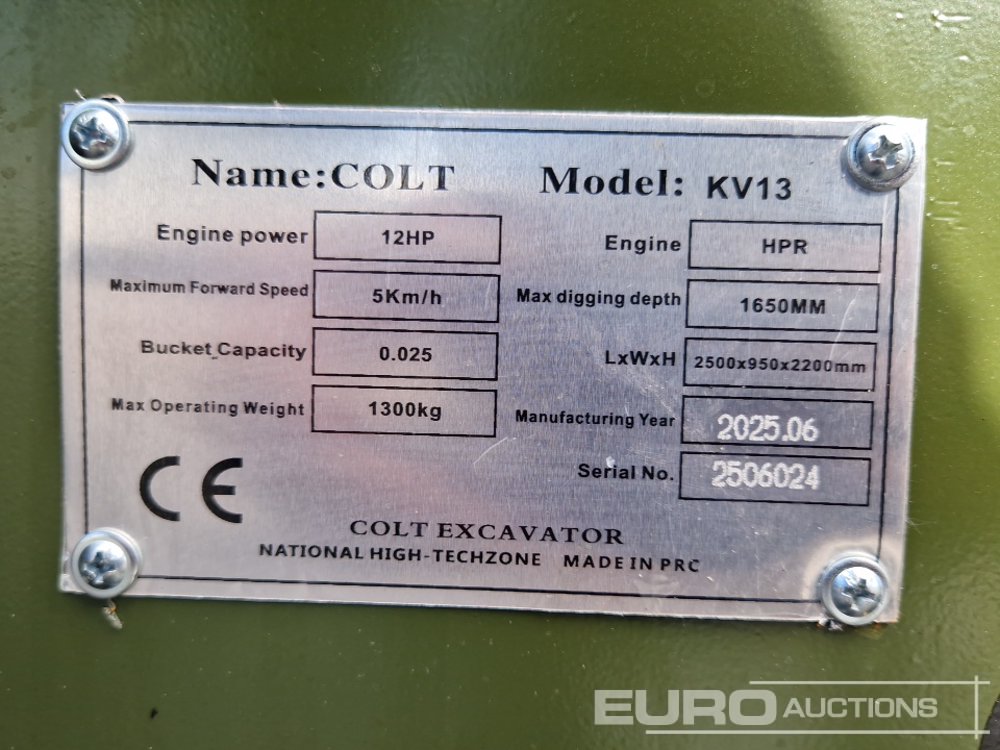 Name:COLT Model: KV13
Engine power 12HP Engine HPR
Maximum Forward Speed 5Km/h Max digging depth 1650MM
Bucket Capacity 0.025 LxWxH 2500x950x2200mm
Max Operating Weight 1300kg Manufacturing Year 2025.06
Serial No. 2506024
CE
COLT EXCAVATOR
NATIONAL HIGH-TECHZONE MADE IN PRC
EURO AUCTIONS